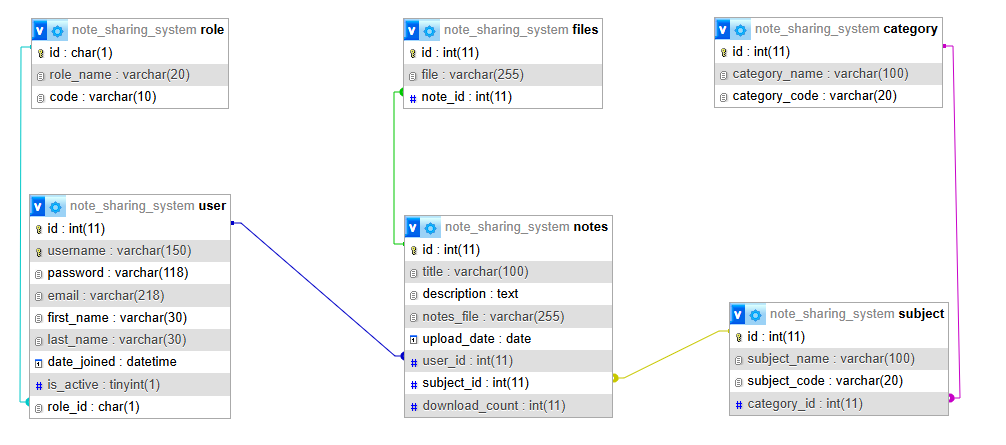 note_sharing_system role
id : char(1)
role_name : varchar(20)
code : varchar(10)
note_sharing_system files
id : int(11)
file : varchar(255)
# note_id : int(11)
note_sharing_system category
id : int(11)
category_name : varchar(100)
category_code : varchar(20)
note_sharing_system user
id : int(11)
username : varchar(150)
password : varchar(118)
email : varchar(218)
first_name : varchar(30)
last_name : varchar(30)
date_joined : datetime
# is_active : tinyint(1)
role_id : char(1)
note_sharing_system notes
id : int(11)
title : varchar(100)
description : text
notes_file : varchar(255)
upload_date : date
# user_id : int(11)
# subject_id : int(11)
# download_count : int(11)
note_sharing_system subject
id : int(11)
subject_name : varchar(100)
subject_code : varchar(20)
# category_id : int(11)